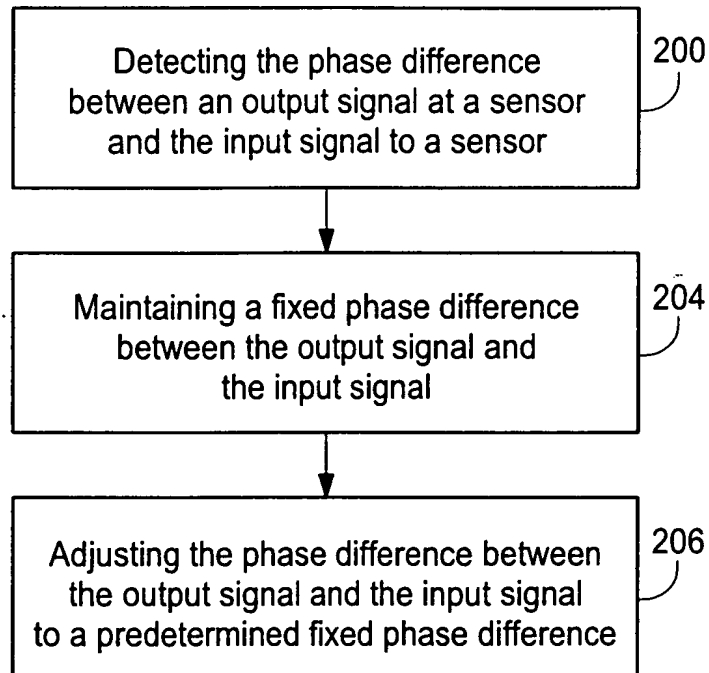 Detecting the phase difference
between an output signal at a sensor
and the input signal to a sensor
200
Maintaining a fixed phase difference
between the output signal and
the input signal
204
Adjusting the phase difference between
the output signal and the input signal
to a predetermined fixed phase difference
206